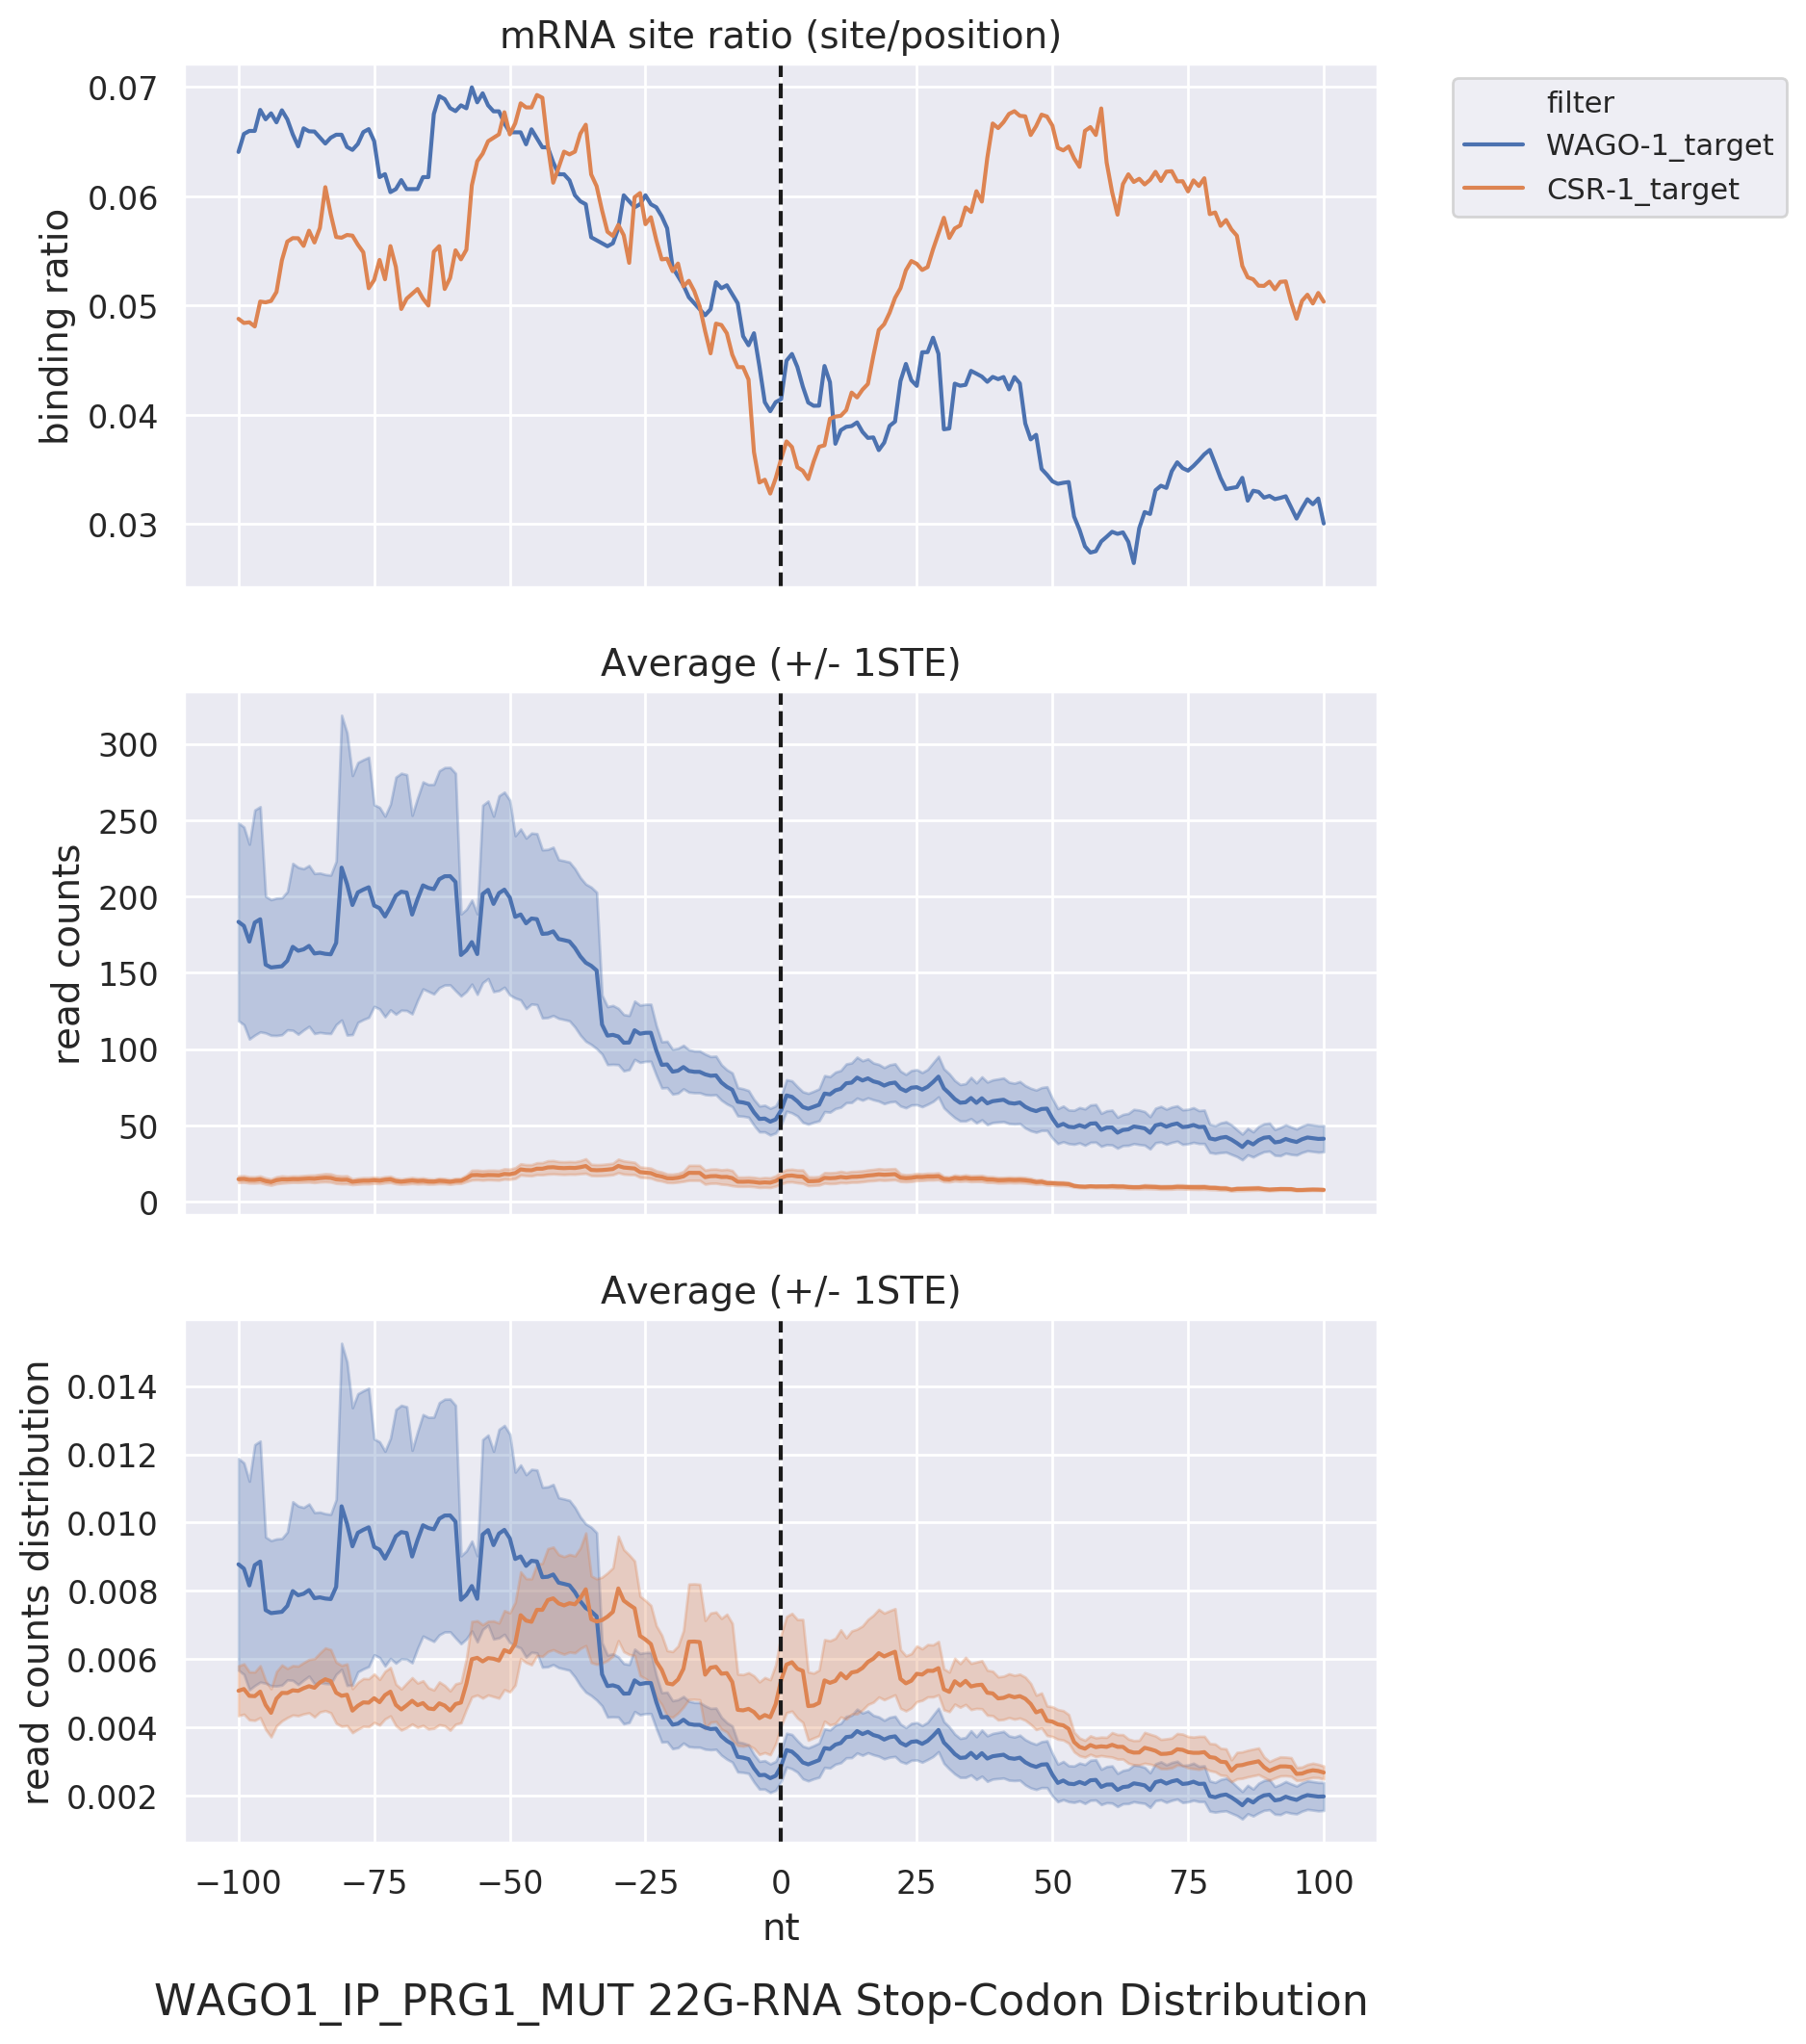 mRNA site ratio (site/position)
binding ratio
0.07
0.06
0.05
0.04
0.03
filter
WAGO-1_target
CSR-1_target
Average (+/- 1STE)
read counts
300
250
200
150
100
50
0
Average (+/- 1STE)
read counts distribution
0.014
0.012
0.010
0.008
0.006
0.004
0.002
−100 −75 −50 −25 0 25 50 75 100
nt
WAGO1_IP_PRG1_MUT 22G-RNA Stop-Codon Distribution